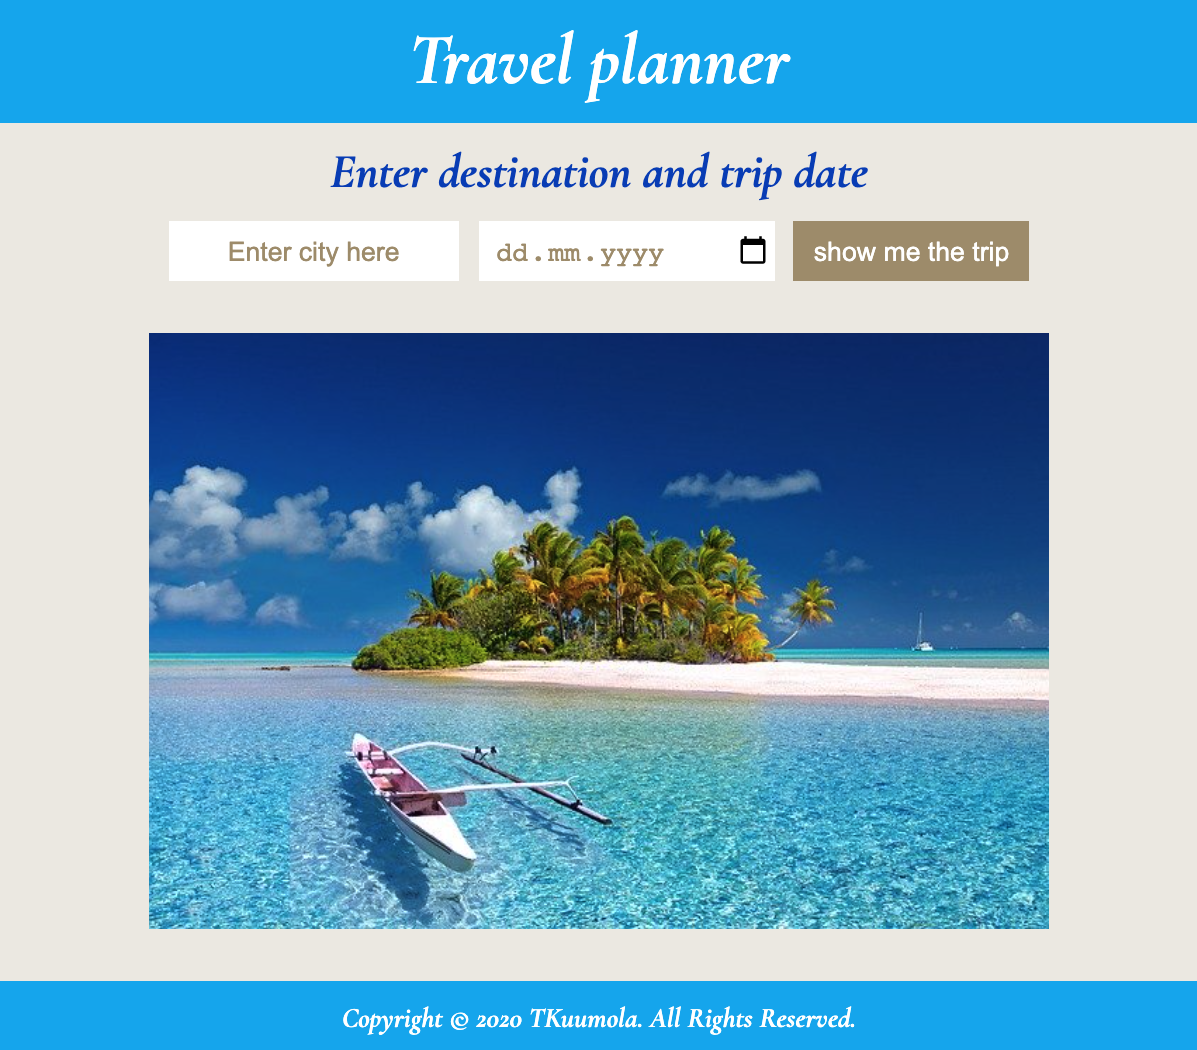 Travel planner
Enter destination and trip date
Enter city here
dd.mm.yyyy
show me the trip
Copyright © 2020 TKuumola. All Rights Reserved.